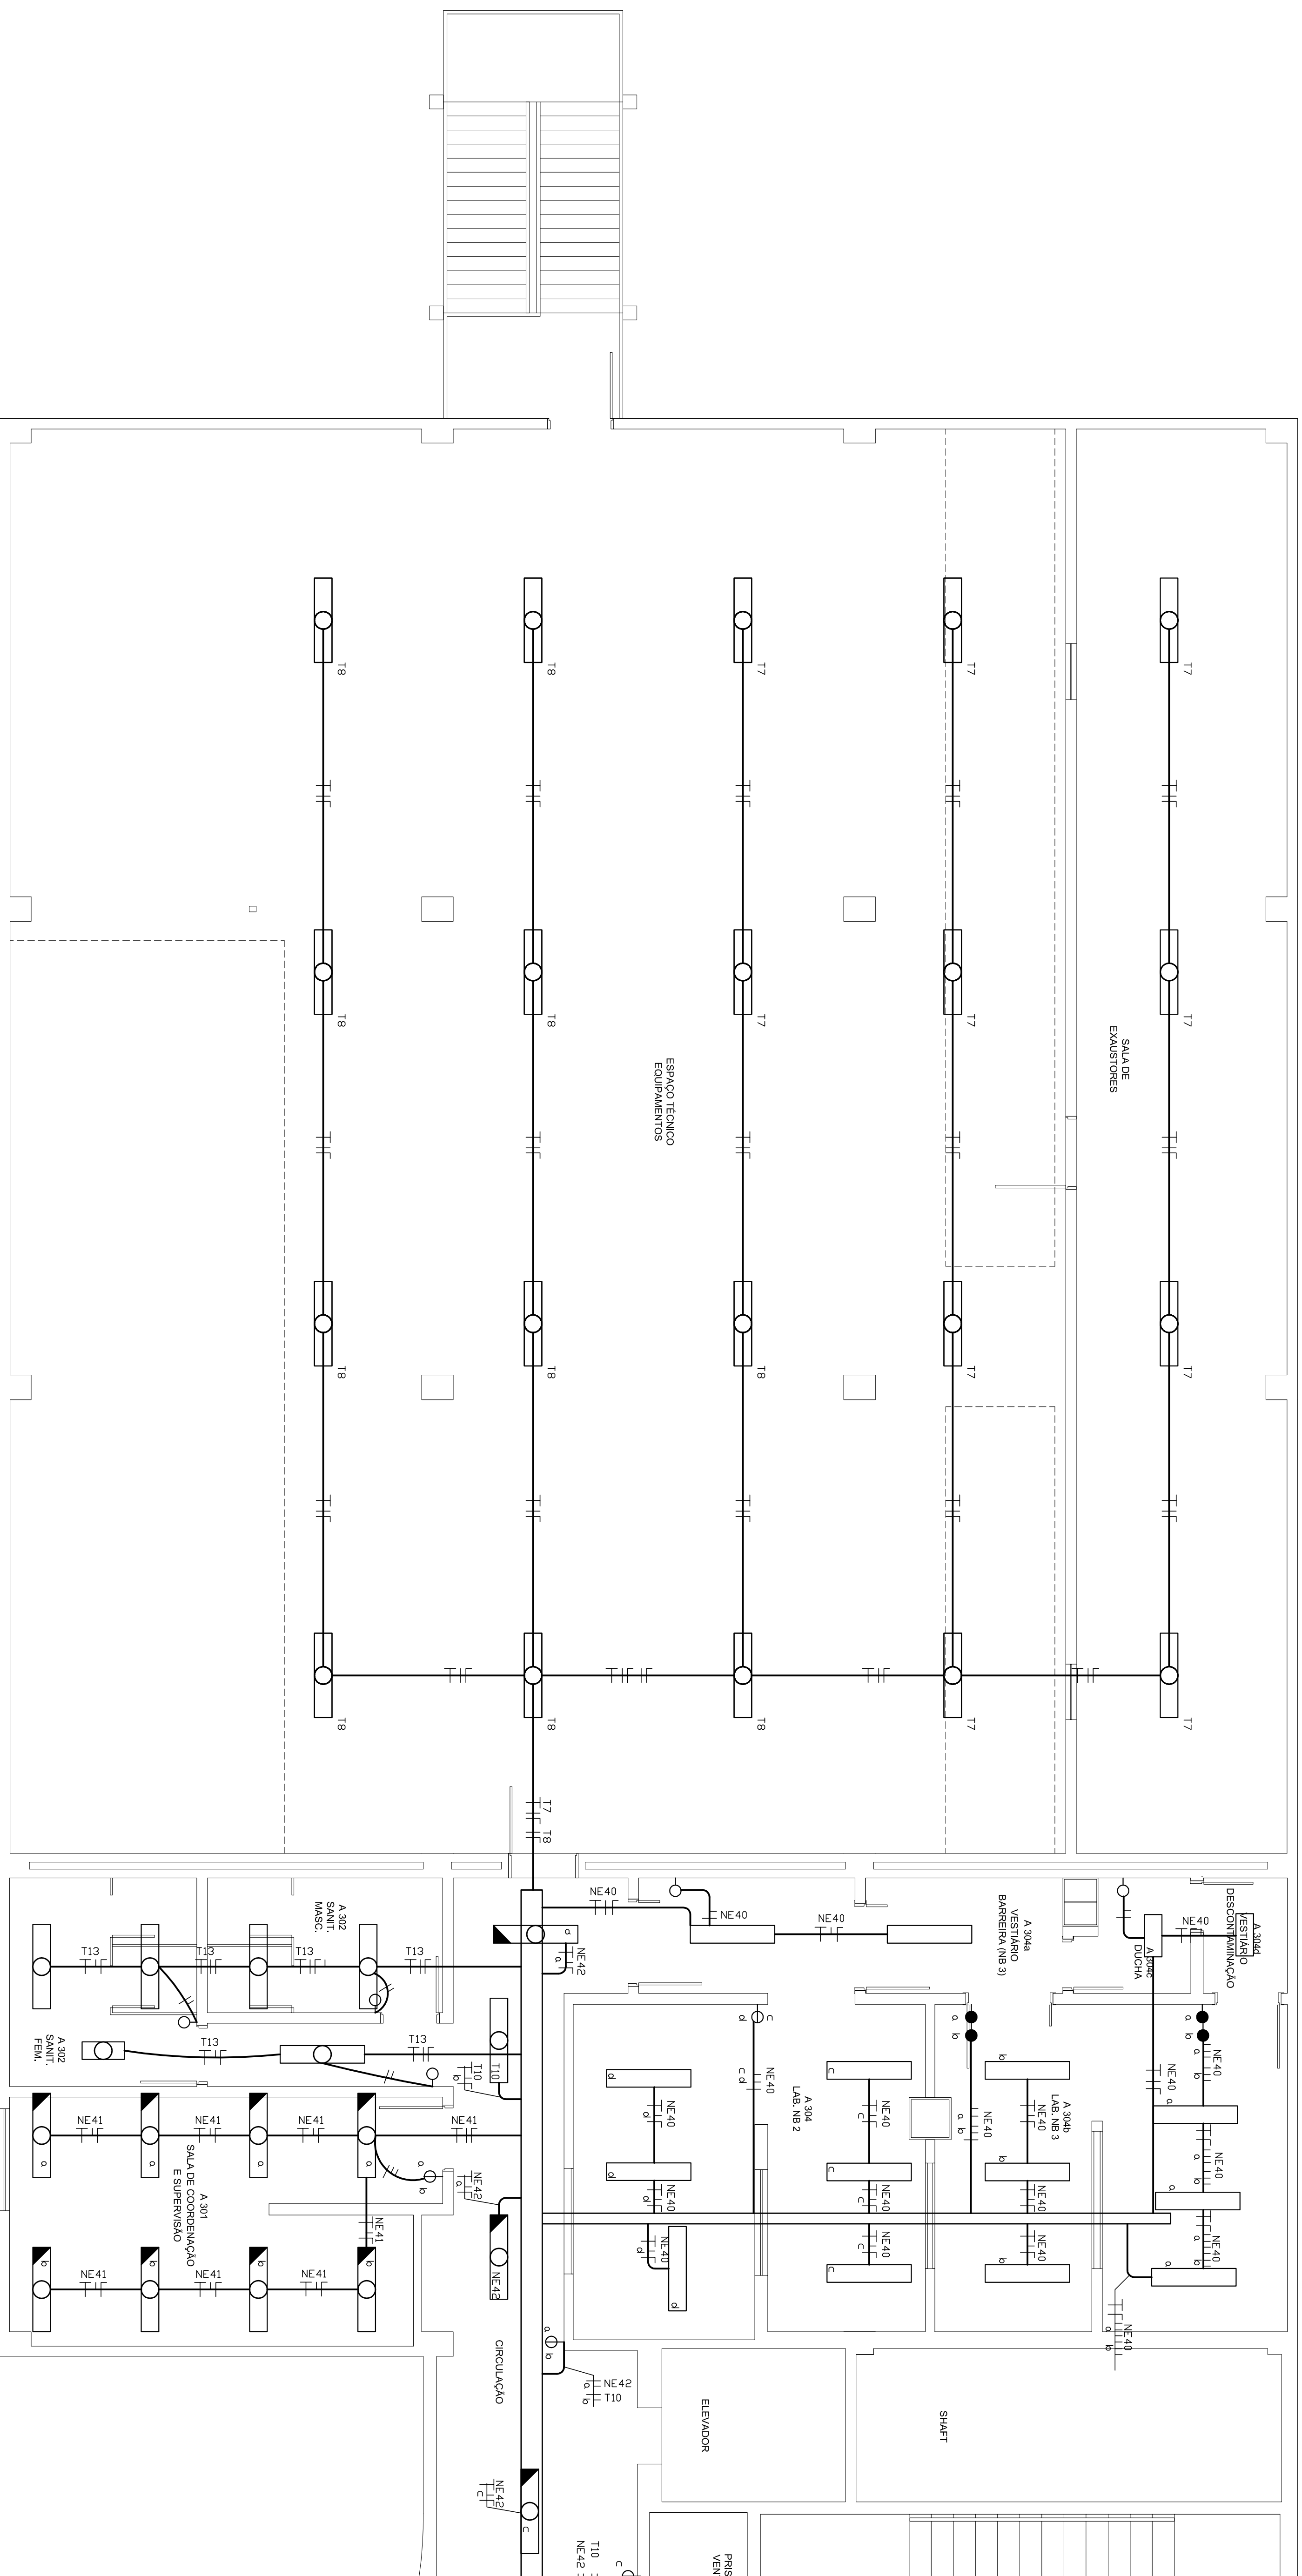 T8
T8
T7
T7
T7
T8
T8
T7
T7
T7
SALA DE
EXAUSTORES
ESPAÇO TÉCNICO
EQUIPAMENTOS
T8
T8
T8
T7
T7
T8
T8
T8
T7
T7
T7
T8
NE40
NE40
NE40
NE40
A 302
SANIT.
MASC.
a
NE42
a
A 304a
VESTIÁRIO
BARREIRA (NB 3)
A 304d
VESTIÁRIO
DESCONTAMINAÇÃO
A 304c
DUCHA
T13
T13
T13
T13
A 302
SANIT.
FEM.
T13
T13
T10
T10
b
c
d
a
b
a
b
NE40
a
b
NE40
c d
NE40
a
d
c
b
A 304
LAB. NB 2
A 304b
LAB. NB 3
NE40
d
NE40
c
NE40
a
b
NE40
NE41
NE41
NE41
NE41
a
a
a
a
a
b
NE42
a
NE40
a
b
a
d
c
b
A 301
SALA DE COORDENAÇÃO
E SUPERVISÃO
NE40
d
NE40
c
NE40
NE41
NE40
d
NE40
c
NE40
NE40
a
b
b
b
b
b
a
NE41
NE41
NE41
NE42
c
d
CIRCULAÇÃO
a
b
NE40
a
b
NE42
T10
a
b
ELEVADOR
SHAFT
NE42
c
c
T10
NE42
c
PRIS
VEN